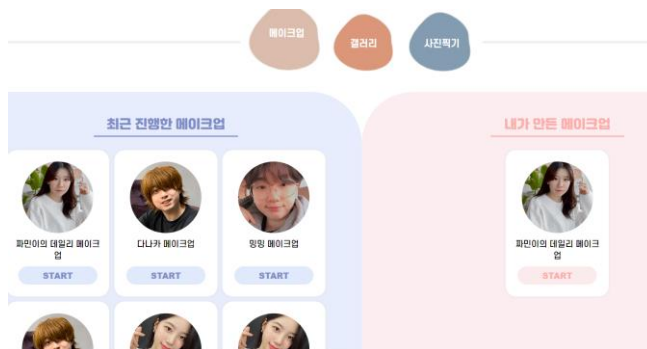 메이크업
갤러리
사진찍기
최근 진행한 메이크업
내가 만든 메이크업
파민이의 데일리 메이크
업
START
다나카 메이크업
START
밍밍 메이크업
START
파민이의 데일리 메이크
업
START